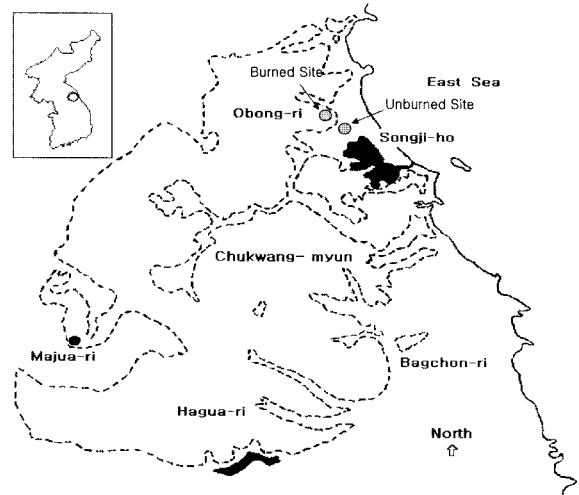 Burned Site
East Sea
Obong-ri
Unburned Site
Songji-ho
Chukwang- myun
Majua-ri
Bagchon-ri
Hagua-ri
North